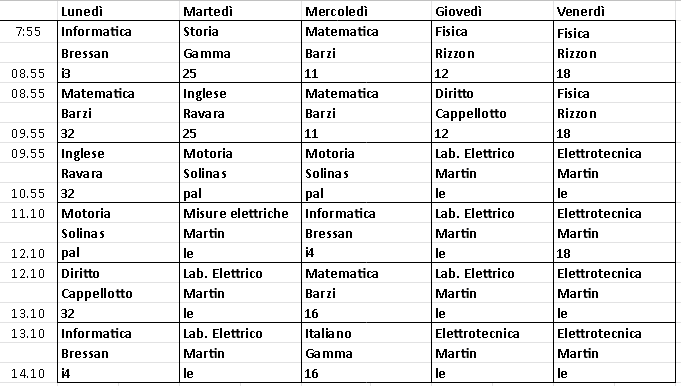 Lunedì Martedì Mercoledì Giovedì Venerdì
7:55 Informatica Storia Matematica Fisica Fisica
Bressan Gamma Barzi Rizzon Rizzon
08.55 i3 25 11 12 18
08.55 Matematica Inglese Matematica Diritto Fisica
Barzi Ravara Barzi Cappellotto Rizzon
09.55 32 25 11 12 18
09.55 Inglese Motoria Motoria Lab. Elettrico Elettrotecnica
Ravara Solinas Solinas Martin Martin
10.55 32 pal pal le le
11.10 Motoria Misure elettriche Informatica Lab. Elettrico Elettrotecnica
Solinas Martin Bressan Martin Martin
12.10 pal le i4 le 18
12.10 Diritto Lab. Elettrico Matematica Lab. Elettrico Elettrotecnica
Cappellotto Martin Barzi Martin Martin
13.10 32 le 16 le le
13.10 Informatica Lab. Elettrico Italiano Elettrotecnica Elettrotecnica
Bressan Martin Gamma Martin Martin
14.10 i4 le 16 le le